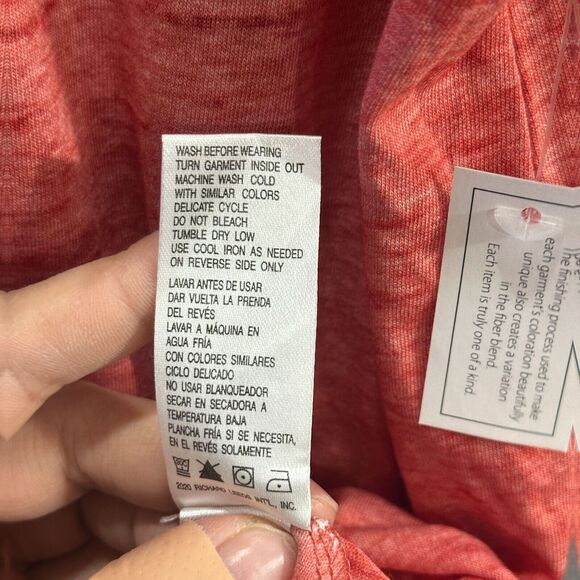 WASH BEFORE WEARING
TURN GARMENT INSIDE OUT
MACHINE WASH COLD
WITH SIMILAR COLORS
DELICATE CYCLE
DO NOT BLEACH
TUMBLE DRY LOW
USE COOL IRON AS NEEDED
ON REVERSE SIDE ONLY
LAVAR ANTES DE USAR
DAR VUELTA LA PRENDA
DEL REVÉS
LAVAR A MÁQUINA EN
AGUA FRÍA
CON COLORES SIMILARES
CICLO DELICADO
NO USAR BLANQUEADOR
SECAR EN SECADORA A
TEMPERATURA BAJA
PLANCHA FRÍA SI SE NECESITA,
EN EL REVÉS SOLAMENTE
2020 RICHARD LEEDS INT'L., INC.
The finishing process used to make
each garment's coloration beautifully
unique also creates a variation
in the fiber blend.
Each item is truly one of a kind.